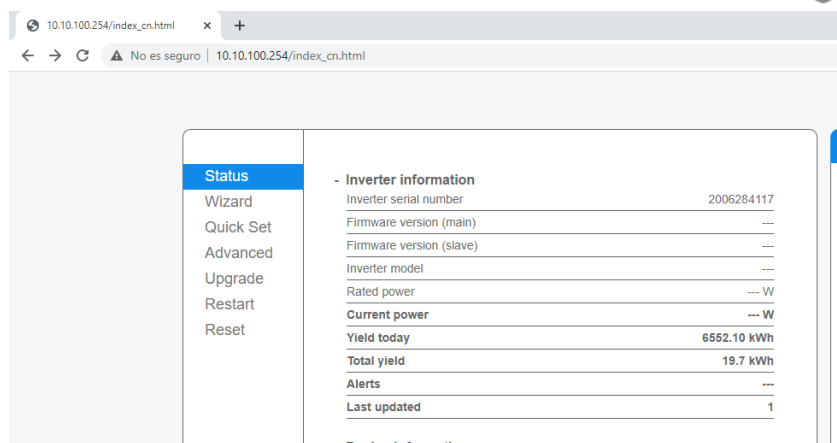 10.10.100.254/index_cn.html
No es seguro | 10.10.100.254/index_cn.html
Status
Wizard
Quick Set
Advanced
Upgrade
Restart
Reset
- Inverter information
Inverter serial number 2006284117
Firmware version (main) ---
Firmware version (slave) ---
Inverter model ---
Rated power --- W
Current power --- W
Yield today 6552.10 kWh
Total yield 19.7 kWh
Alerts ---
Last updated 1